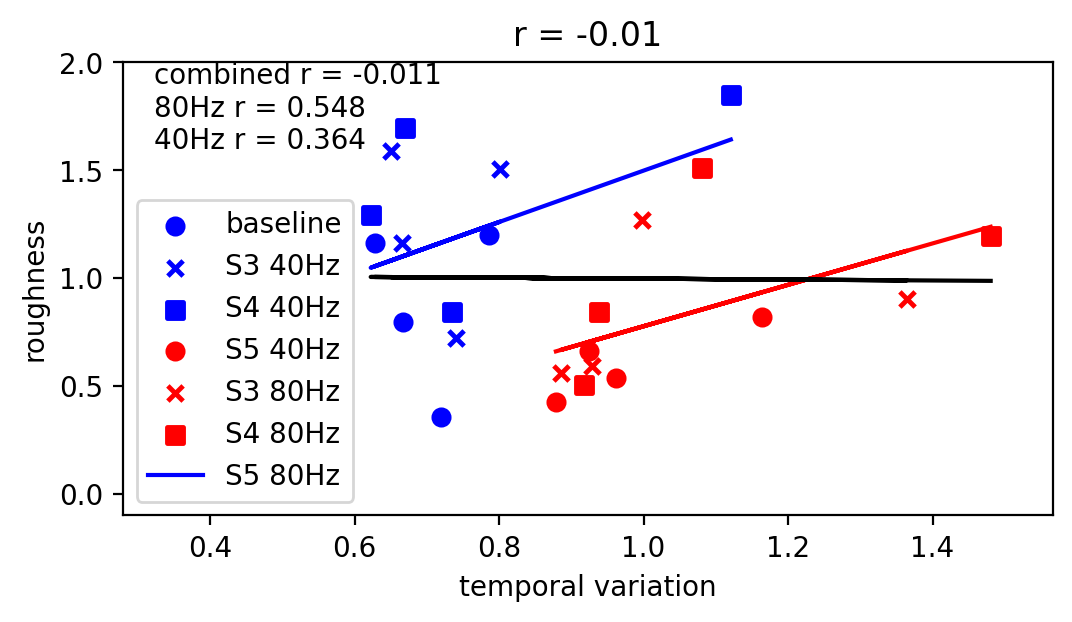 r = -0.01
combined r = -0.011
80Hz r = 0.548
40Hz r = 0.364
2.0
1.5
1.0
0.5
0.0
roughness
baseline
S3 40Hz
S4 40Hz
S5 40Hz
S3 80Hz
S4 80Hz
S5 80Hz
0.4 0.6 0.8 1.0 1.2 1.4
temporal variation